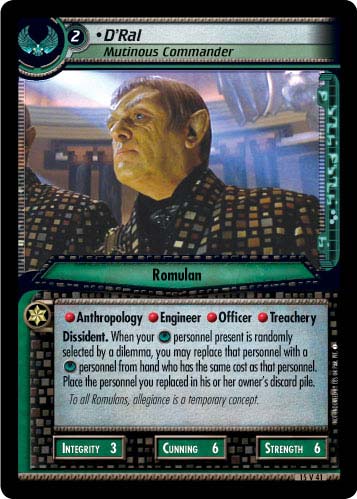 2 •D'Ral
Mutinous Commander
Romulan
Anthropology Engineer Officer Treachery
Dissident. When your personnel present is randomly
selected by a dilemma, you may replace that personnel with a
personnel from hand who has the same cost as that personnel.
Place the personnel you replaced in his or her owner's discard pile.
To all Romulans, allegiance is a temporary concept.
INTEGRITY 3 CUNNING 6 STRENGTH 6
15 V 41